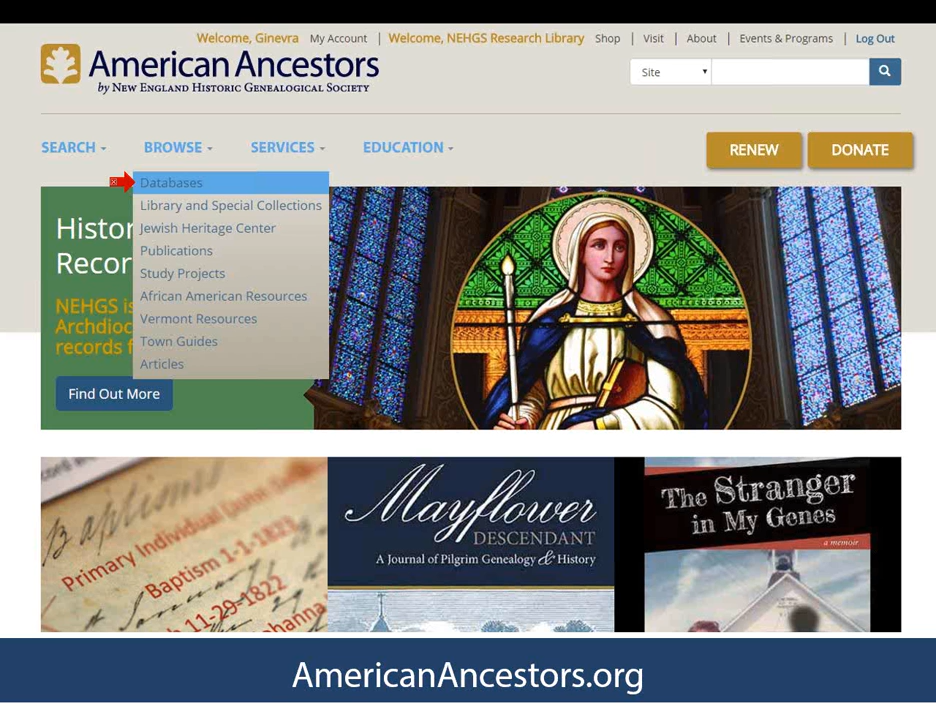 Welcome, Ginevra My Account | Welcome, NEHGS Research Library Shop | Visit | About | Events & Programs | Log Out
American Ancestors
by NEW ENGLAND HISTORIC GENEALOGICAL SOCIETY
Site
SEARCH BROWSE SERVICES EDUCATION
RENEW DONATE
Databases
Library and Special Collections
Jewish Heritage Center
Publications
Study Projects
African American Resources
Vermont Resources
Town Guides
Articles
Histor
Recor
NEHGS is
Archdioc
records f
Find Out More
Baptisms
Primary Individual
Baptism 1-1-182
11-29-1822
Mayflower
DESCENDANT
A Journal of Pilgrim Genealogy & History
The Stranger
in My Genes
a memoir
AmericanAncestors.org